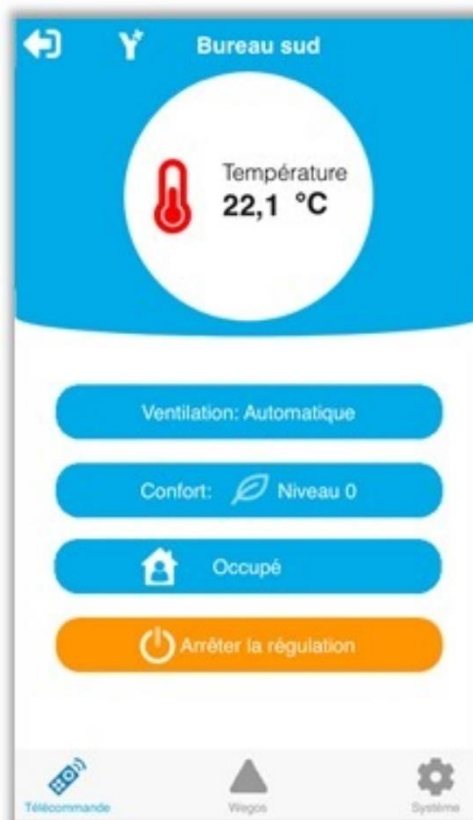 Bureau sud
Température
22,1 °C
Ventilation: Automatique
Confort: Niveau 0
Occupé
Arrêter la régulation
Télécommande
Wegos
Système